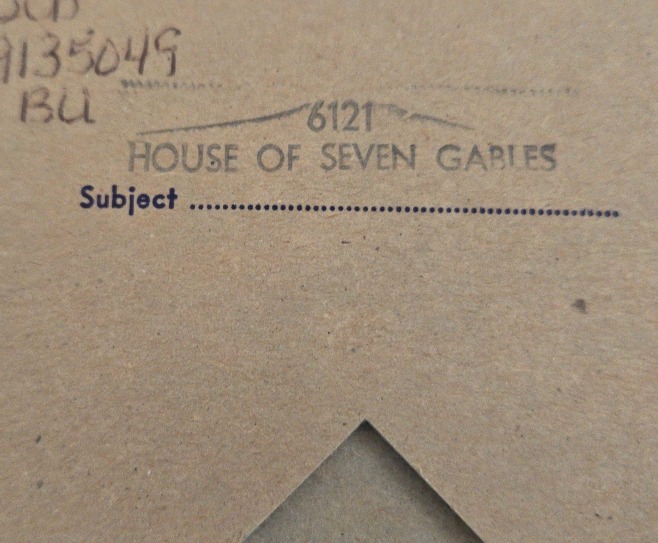 9135049
BU
6121
HOUSE OF SEVEN GABLES
Subject